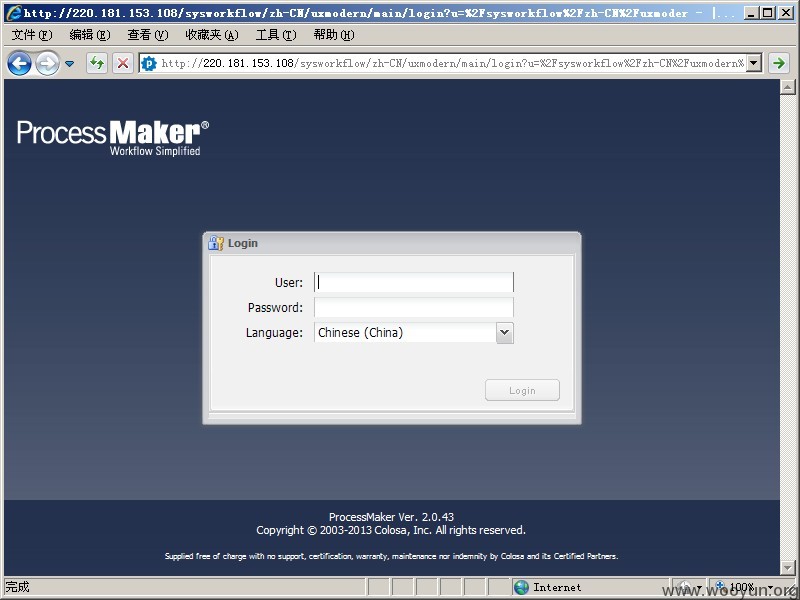 http://220.181.153.108/sysworkflow/zh-CN/uxmodern/main/login?u=%2Fsysworkflow%2Fzh-CN%2Fuxmoder - |...
文件(F) 编辑(E) 查看(V) 收藏夹(A) 工具(T) 帮助(H)
http://220.181.153.108/sysworkflow/zh-CN/uxmodern/main/login?u=%2Fsysworkflow%2Fzh-CN%2Fuxmodern%
ProcessMaker®
Workflow Simplified
Login
User:
Password:
Language: Chinese (China)
Login
ProcessMaker Ver. 2.0.43
Copyright © 2003-2013 Colosa, Inc. All rights reserved.
Supplied free of charge with no support, certification, warranty, maintenance nor indemnity by Colosa and its Certified Partners.
完成 Internet 100%
www.wooyun.org